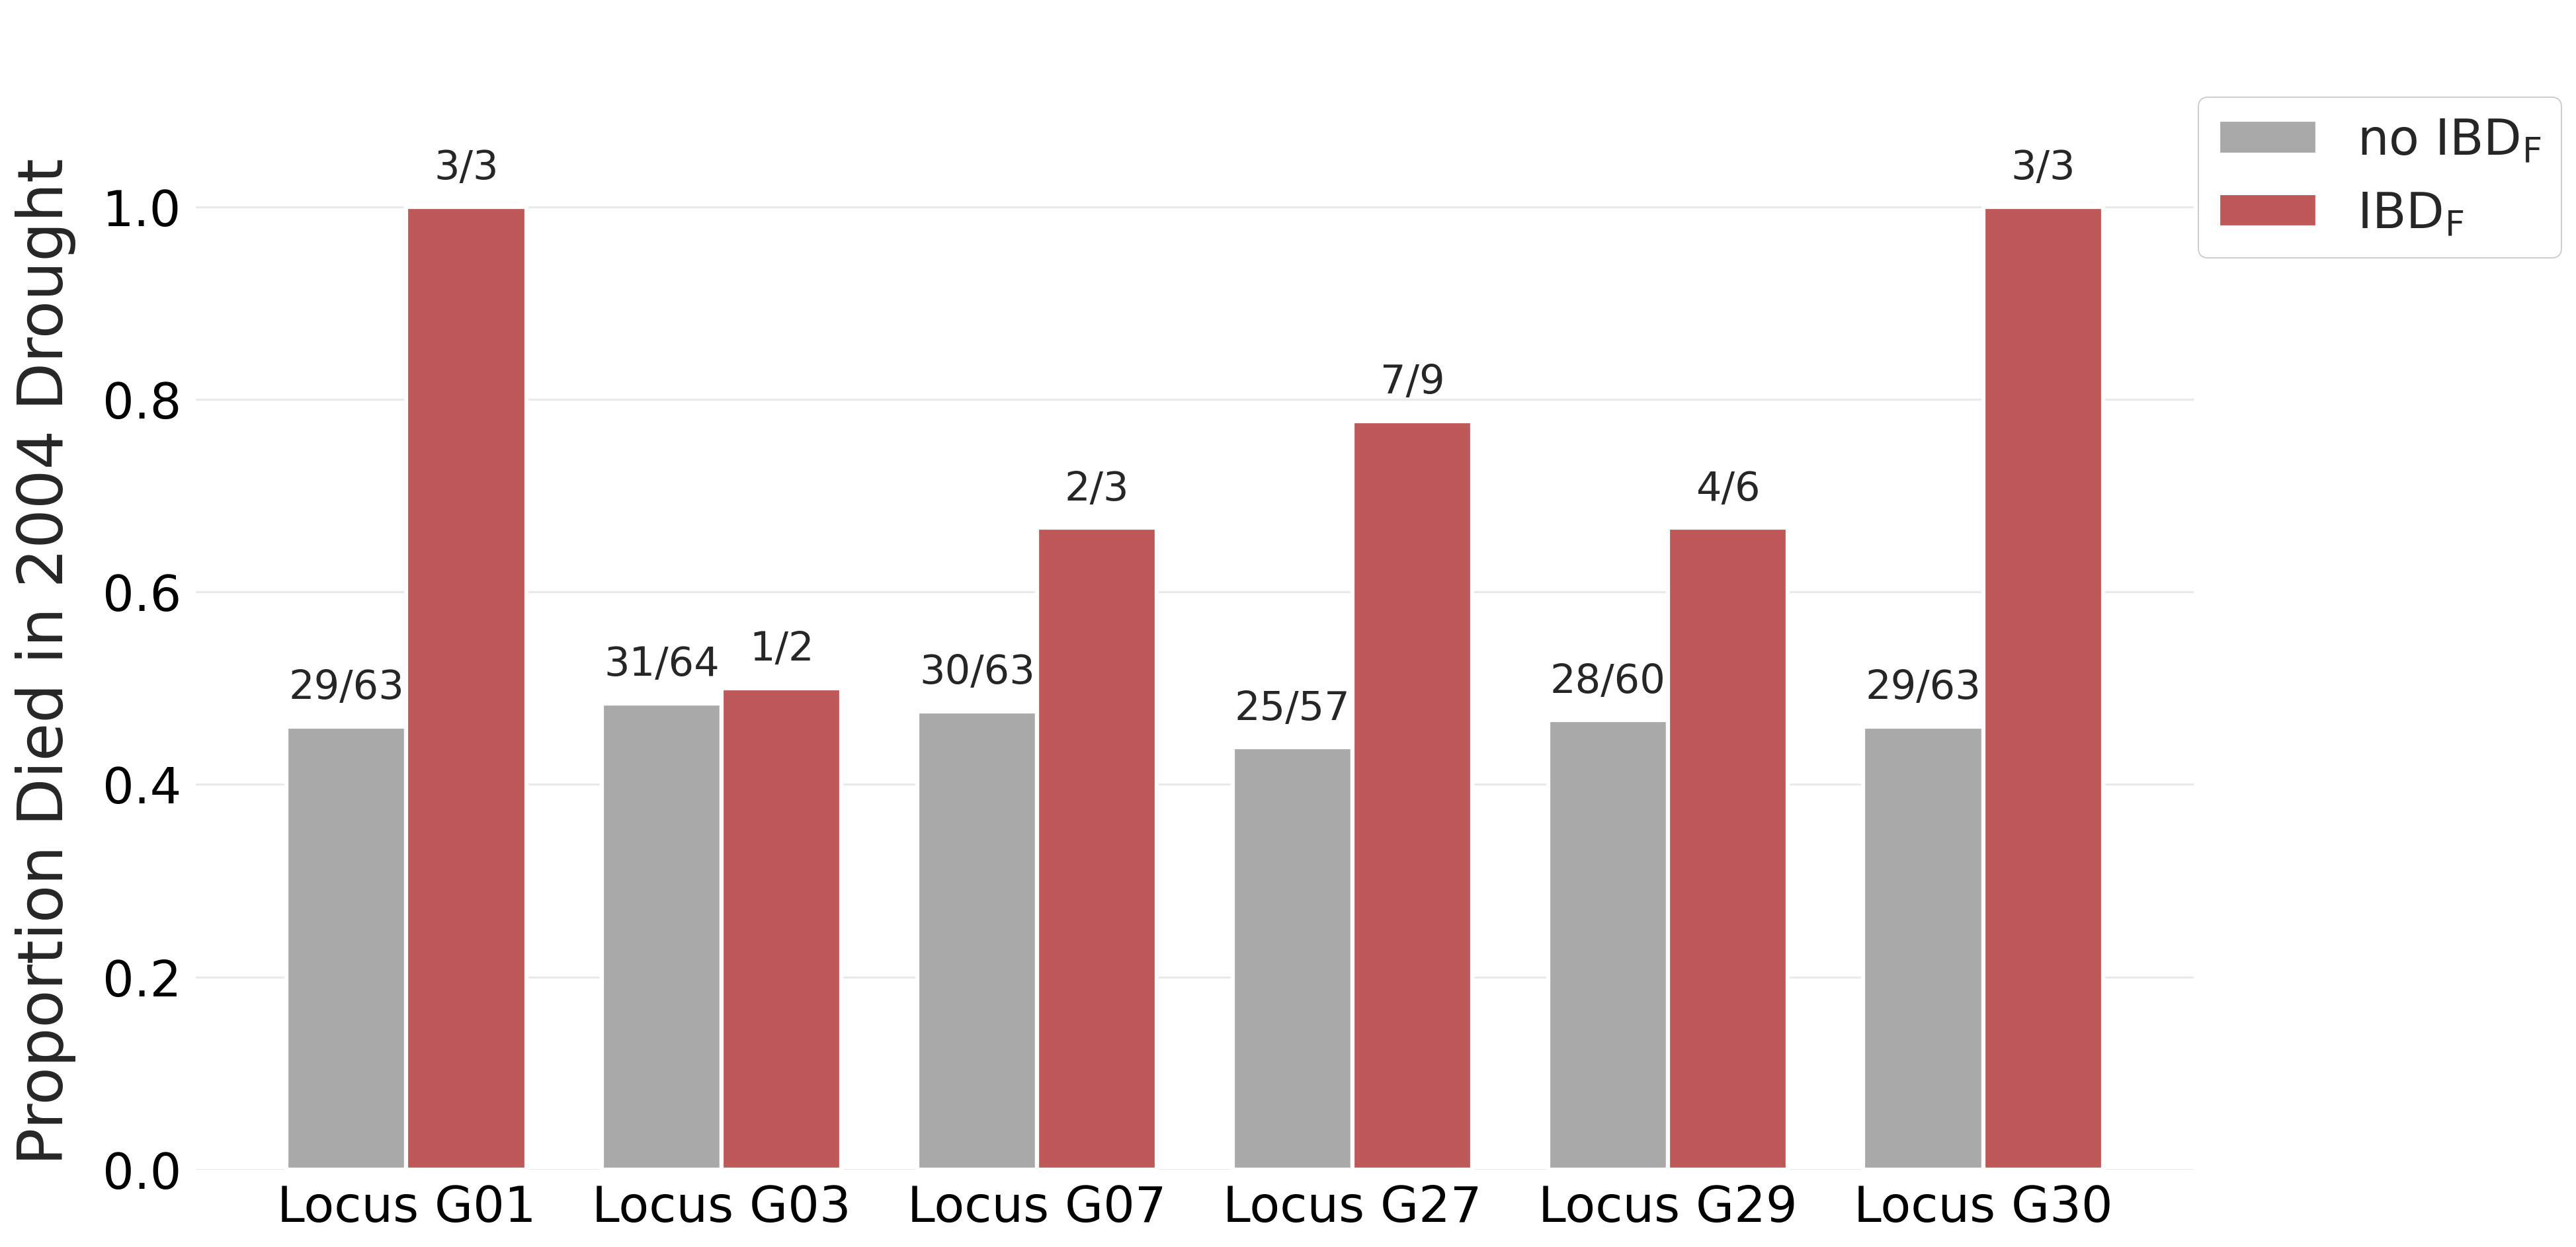 no IBD_F
IBD_F
Proportion Died in 2004 Drought
1.0
0.8
0.6
0.4
0.2
0.0
29/63
3/3
31/64
1/2
30/63
2/3
25/57
7/9
28/60
4/6
29/63
3/3
Locus G01
Locus G03
Locus G07
Locus G27
Locus G29
Locus G30